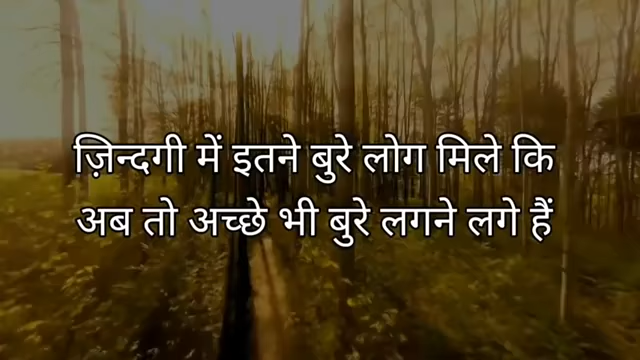 ज़िन्दगी में इतने बुरे लोग मिले कि
अब तो अच्छे भी बुरे लगने लगे हैं